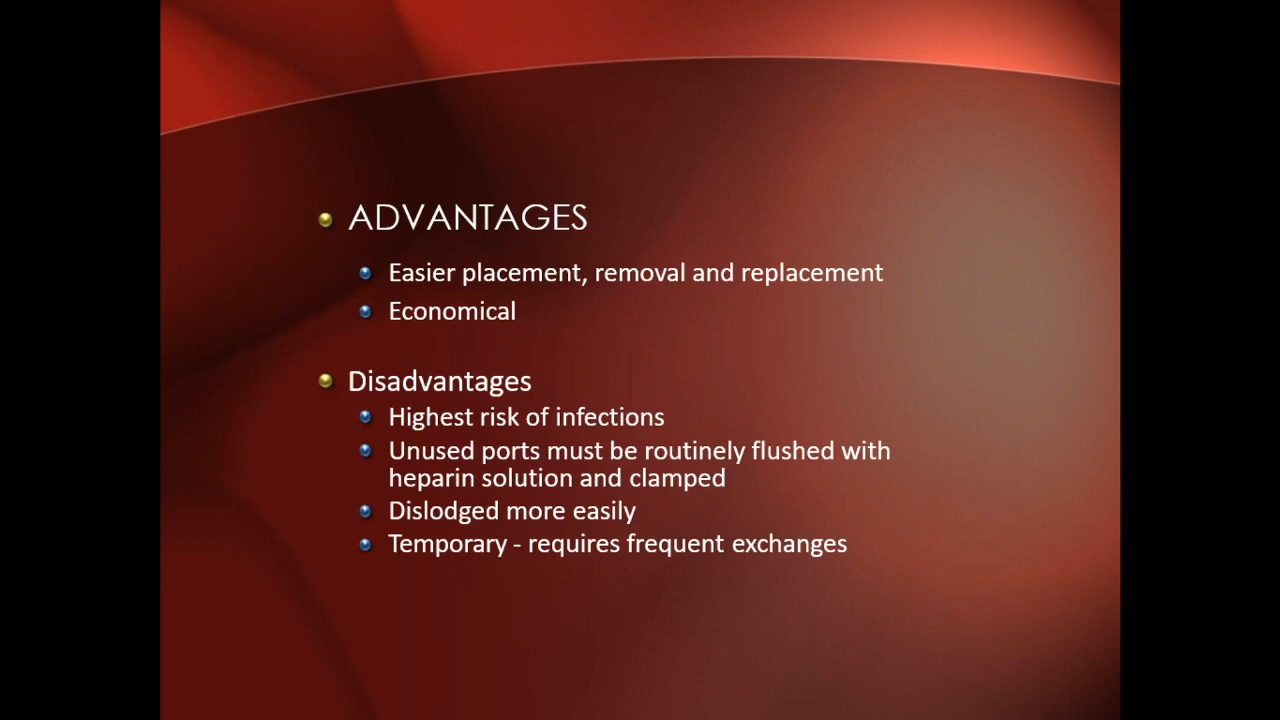 ADVANTAGES
Easier placement, removal and replacement
Economical
Disadvantages
Highest risk of infections
Unused ports must be routinely flushed with
heparin solution and clamped
Dislodged more easily
Temporary - requires frequent exchanges